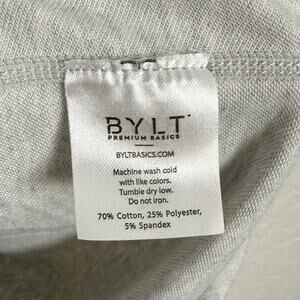 BYLT
PREMIUM BASICS
BYLTBASICS.COM
Machine wash cold
with like colors.
Tumble dry low.
Do not iron.
70% Cotton, 25% Polyester,
5% Spandex